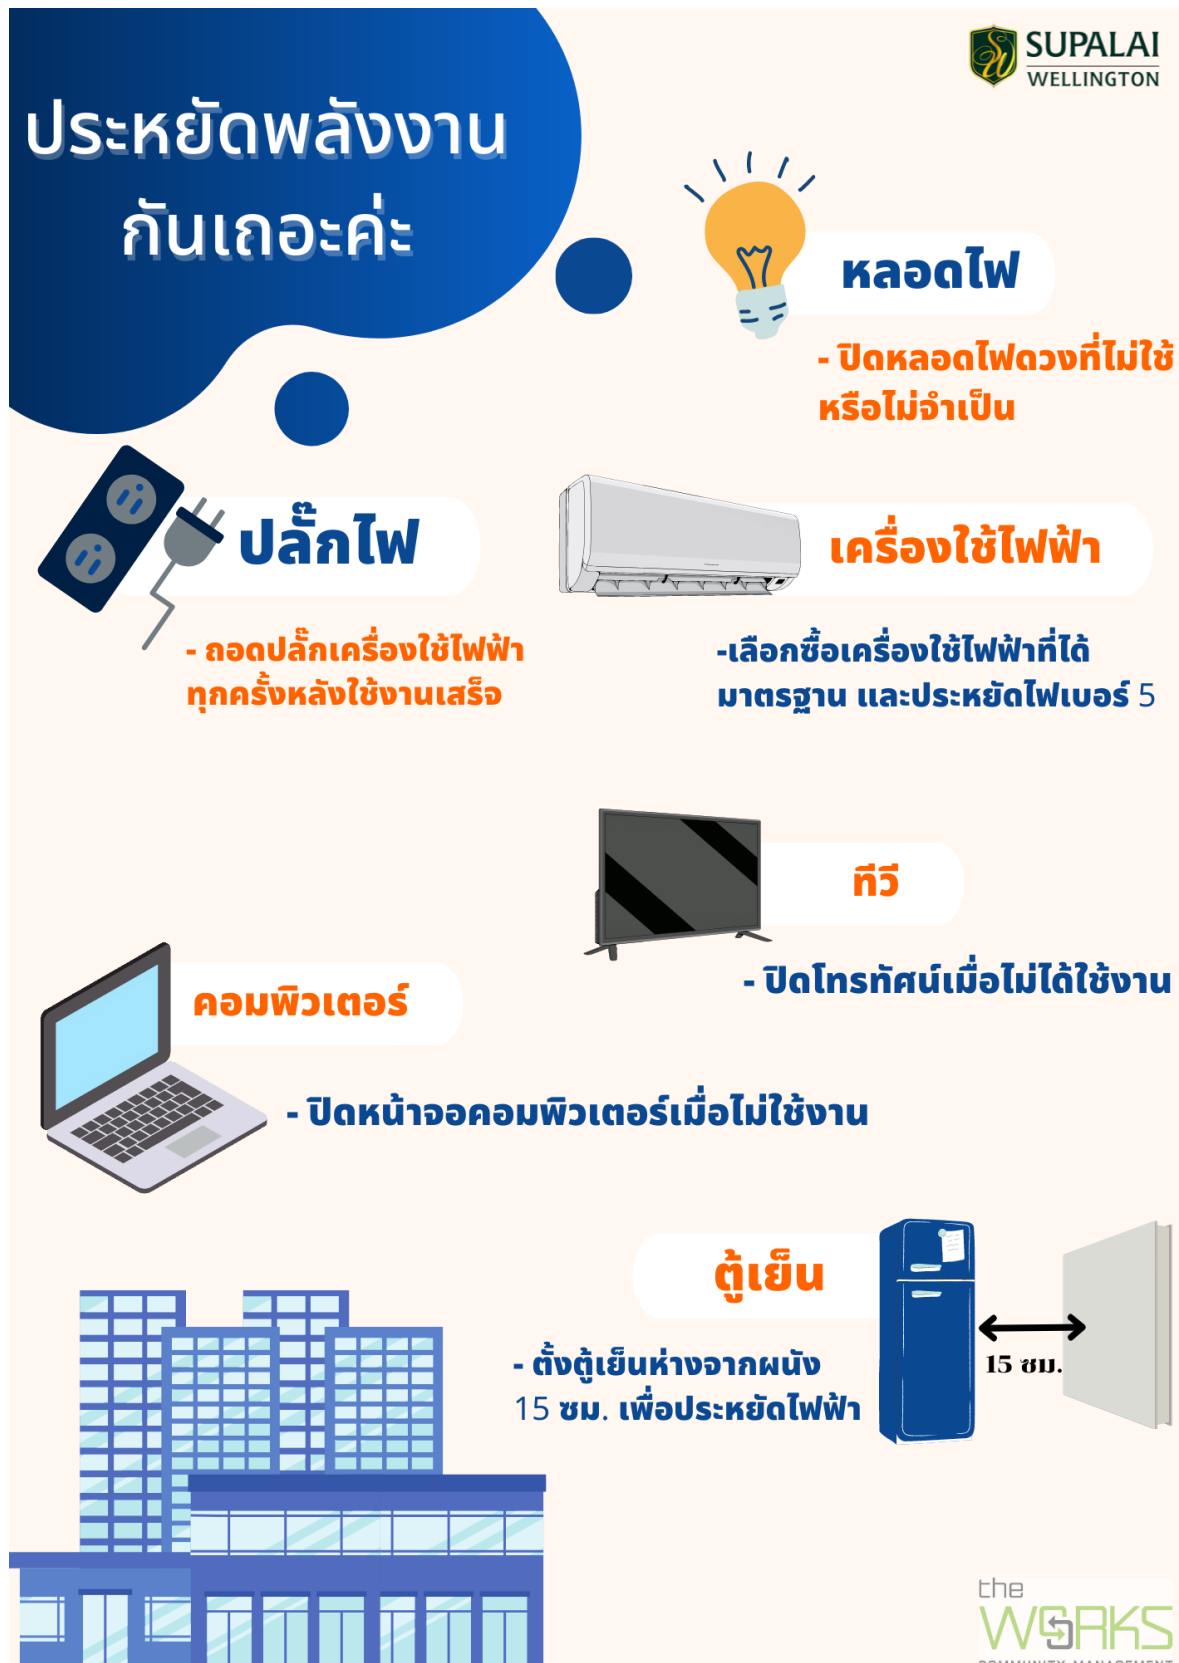 ประหยัดพลังงาน
กันเถอะค่ะ
SUPALAI
WELLINGTON
หลอดไฟ
- ปิดหลอดไฟดวงที่ไม่ใช้
หรือไม่จำเป็น
ปลั๊กไฟ
- ถอดปลั๊กเครื่องใช้ไฟฟ้า
ทุกครั้งหลังใช้งานเสร็จ
เครื่องใช้ไฟฟ้า
-เลือกซื้อเครื่องใช้ไฟฟ้าที่ได้
มาตรฐาน และประหยัดไฟเบอร์ 5
ทีวี
- ปิดโทรทัศน์เมื่อไม่ได้ใช้งาน
คอมพิวเตอร์
- ปิดหน้าจอคอมพิวเตอร์เมื่อไม่ใช้งาน
ตู้เย็น
- ตั้งตู้เย็นห่างจากผนัง
15 ซม. เพื่อประหยัดไฟฟ้า
15 ซม.
the
WORKS
COMMUNITY MANAGEMENT